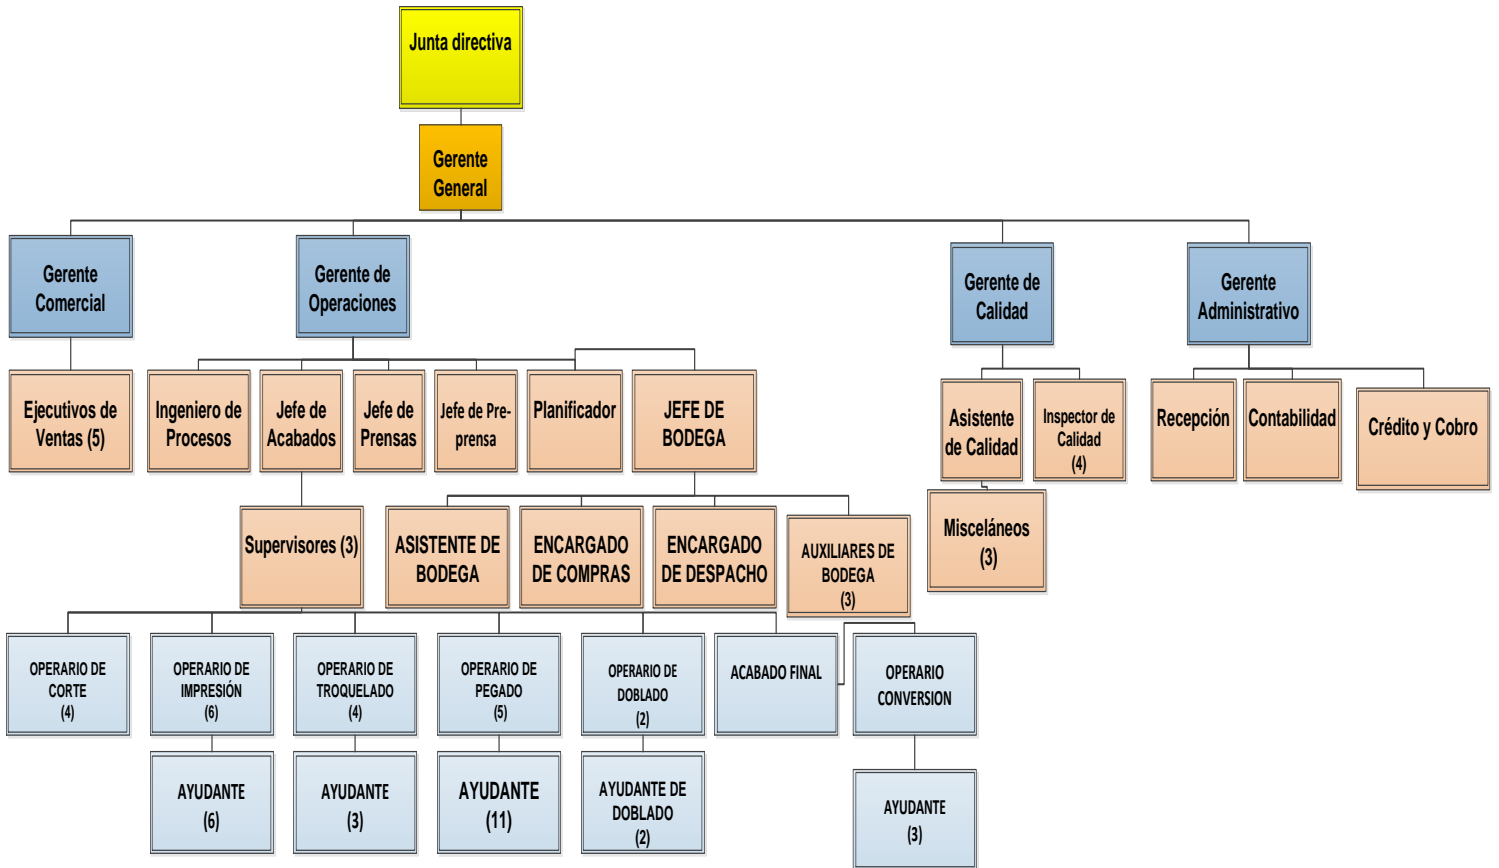 Junta directiva
Gerente
General
Gerente
Comercial
Gerente de
Operaciones
Gerente de
Calidad
Gerente
Administrativo
Ejecutivos de
Ventas (5)
Ingeniero de
Procesos
Jefe de
Acabados
Jefe de
Prensas
Jefe de Pre-
prensa
Planificador
JEFE DE
BODEGA
Asistente
de Calidad
Inspector de
Calidad
(4)
Recepción
Contabilidad
Crédito y Cobro
Supervisores (3)
ASISTENTE DE
BODEGA
ENCARGADO
DE COMPRAS
ENCARGADO
DE DESPACHO
AUXILIARES DE
BODEGA
(3)
Misceláneos
(3)
OPERARIO DE
CORTE
(4)
OPERARIO DE
IMPRESIÓN
(6)
OPERARIO DE
TROQUELADO
(4)
OPERARIO DE
PEGADO
(5)
OPERARIO DE
DOBLADO
(2)
ACABADO FINAL
OPERARIO
CONVERSION
AYUDANTE
(6)
AYUDANTE
(3)
AYUDANTE
(11)
AYUDANTE DE
DOBLADO
(2)
AYUDANTE
(3)